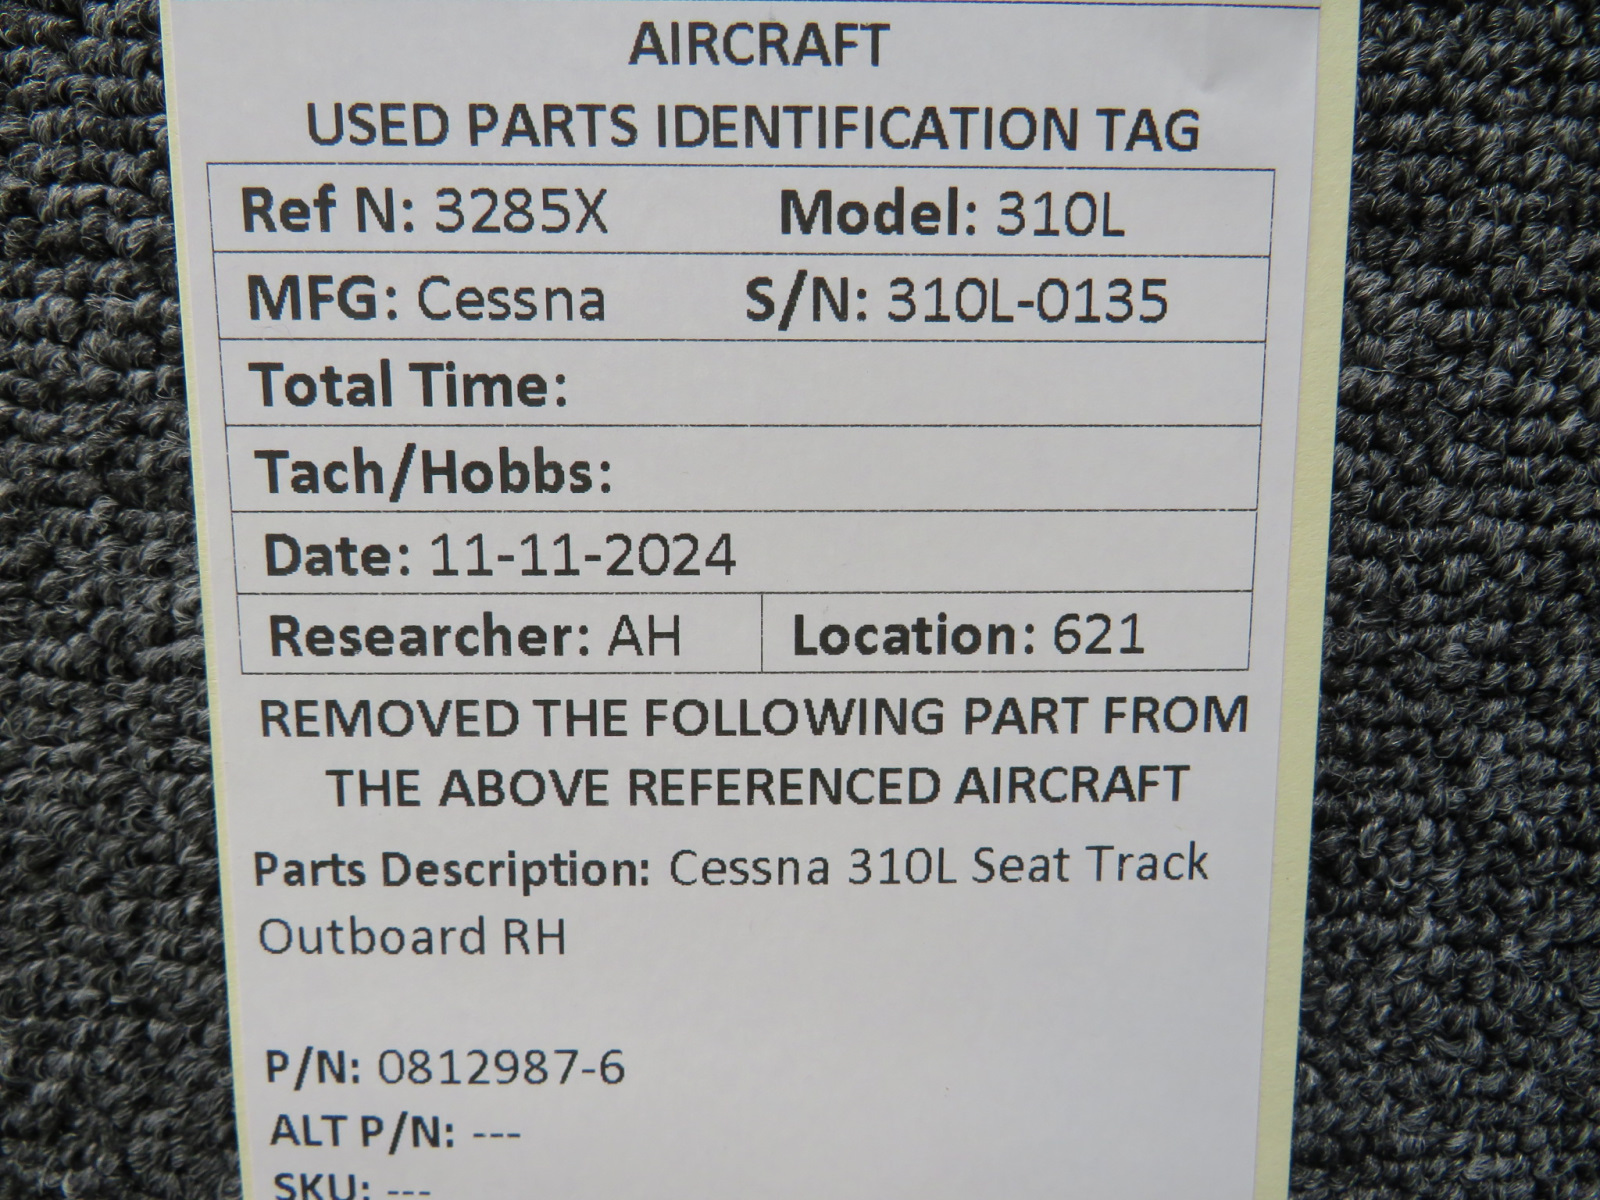 AIRCRAFT
USED PARTS IDENTIFICATION TAG
Ref N: 3285X Model: 310L
MFG: Cessna S/N: 310L-0135
Total Time:
Tach/Hobbs:
Date: 11-11-2024
Researcher: AH Location: 621
REMOVED THE FOLLOWING PART FROM
THE ABOVE REFERENCED AIRCRAFT
Parts Description: Cessna 310L Seat Track
Outboard RH
P/N: 0812987-6
ALT P/N: ---
SKU: ---